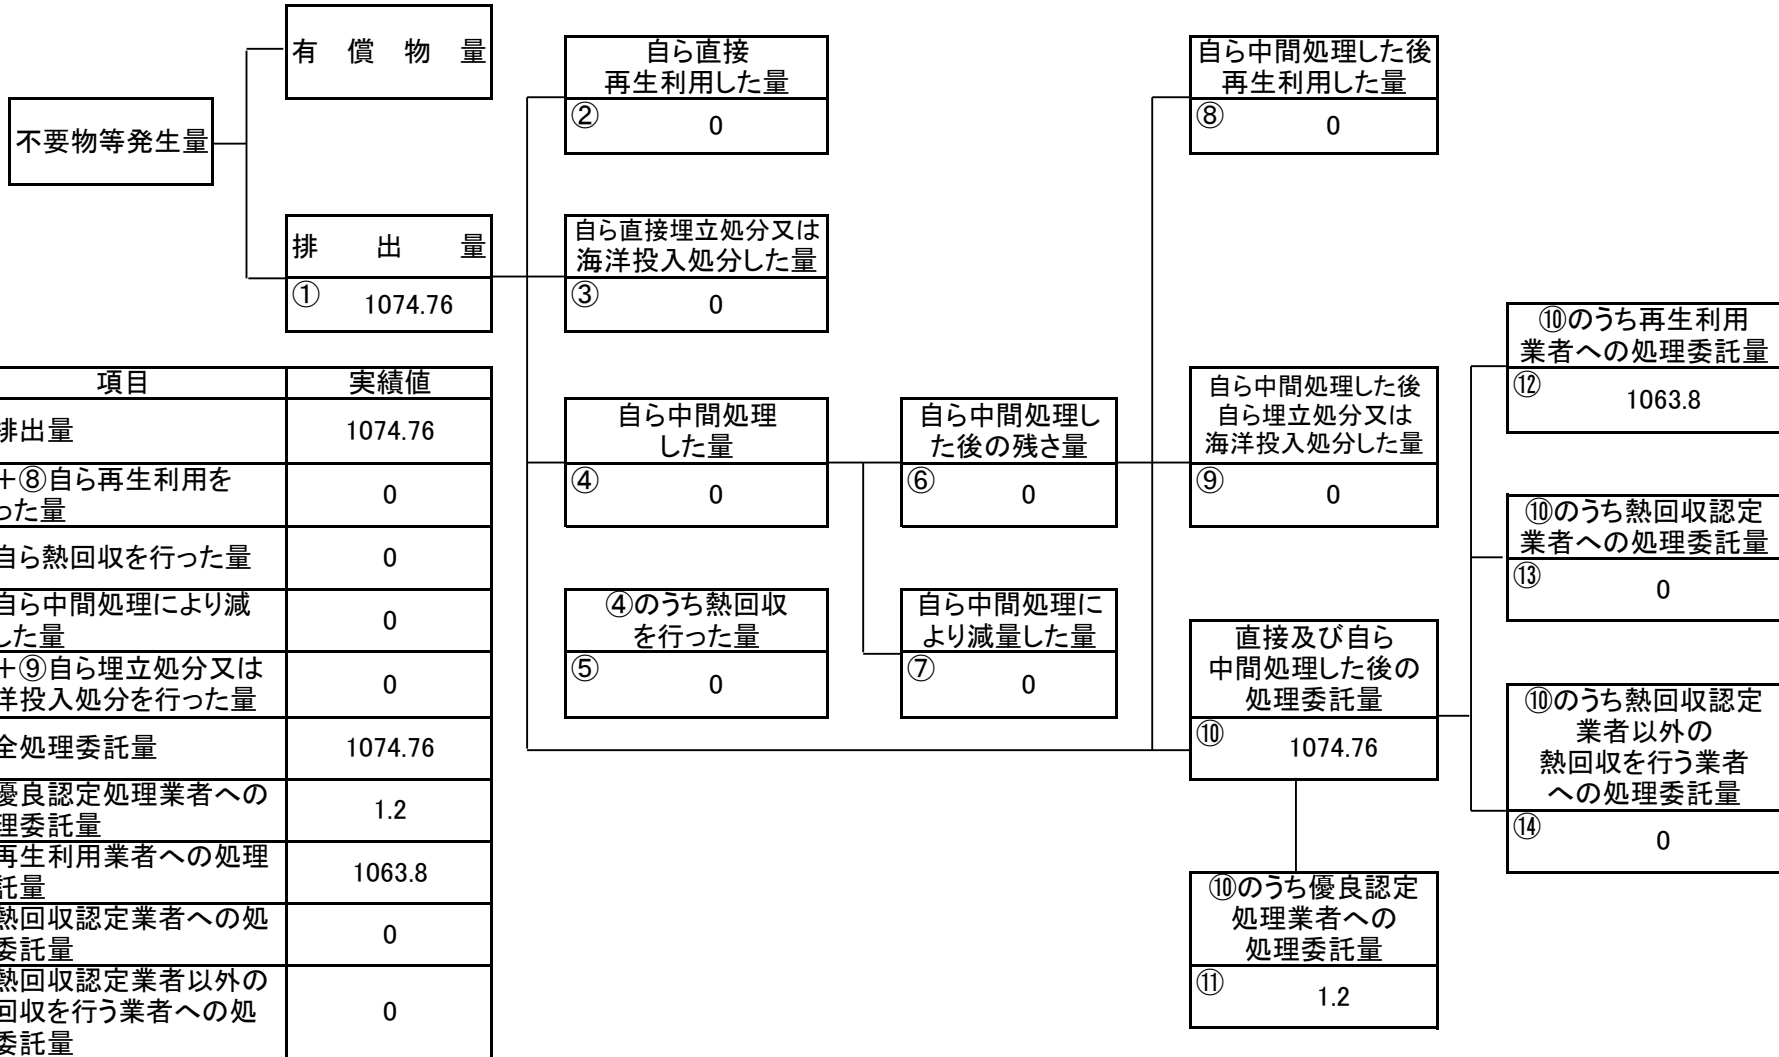 有償物量
不要物等発生量
排出量
① 1074.76
自ら直接
再生利用した量
② 0
自ら直接埋立処分又は
海洋投入処分した量
③ 0
自ら中間処理
した量
④ 0
④のうち熱回収
を行った量
⑤ 0
自ら中間処理し
た後の残さ量
⑥ 0
自ら中間処理に
より減量した量
⑦ 0
自ら中間処理した後
再生利用した量
⑧ 0
自ら中間処理した後
自ら埋立処分又は
海洋投入処分した量
⑨ 0
直接及び自ら
中間処理した後の
処理委託量
⑩ 1074.76
⑩のうち優良認定
処理業者への
処理委託量
⑪ 1.2
⑩のうち再生利用
業者への処理委託量
⑫ 1063.8
⑩のうち熱回収認定
業者への処理委託量
⑬ 0
⑩のうち熱回収認定
業者以外の
熱回収を行う業者
への処理委託量
⑭ 0
項目 実績値
排出量 1074.76
+⑧自ら再生利用を
った量 0
自ら熱回収を行った量 0
自ら中間処理により減
した量 0
+⑨自ら埋立処分又は
洋投入処分を行った量 0
全処理委託量 1074.76
優良認定処理業者への
理委託量 1.2
再生利用業者への処理
託量 1063.8
熱回収認定業者への処
委託量 0
熱回収認定業者以外の
回収を行う業者への処
委託量 0